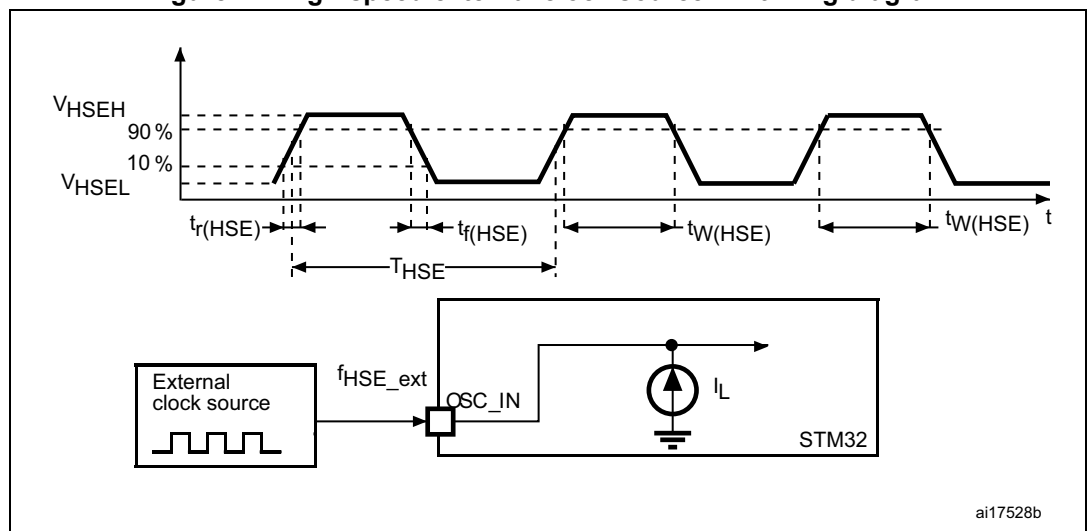 VHSEH
90 %
10 %
VHSEL
tr(HSE)
tf(HSE)
tW(HSE)
tW(HSE)
t
THSE
External
clock source
fHSE_ext
OSC_IN
IL
STM32
ai17528b